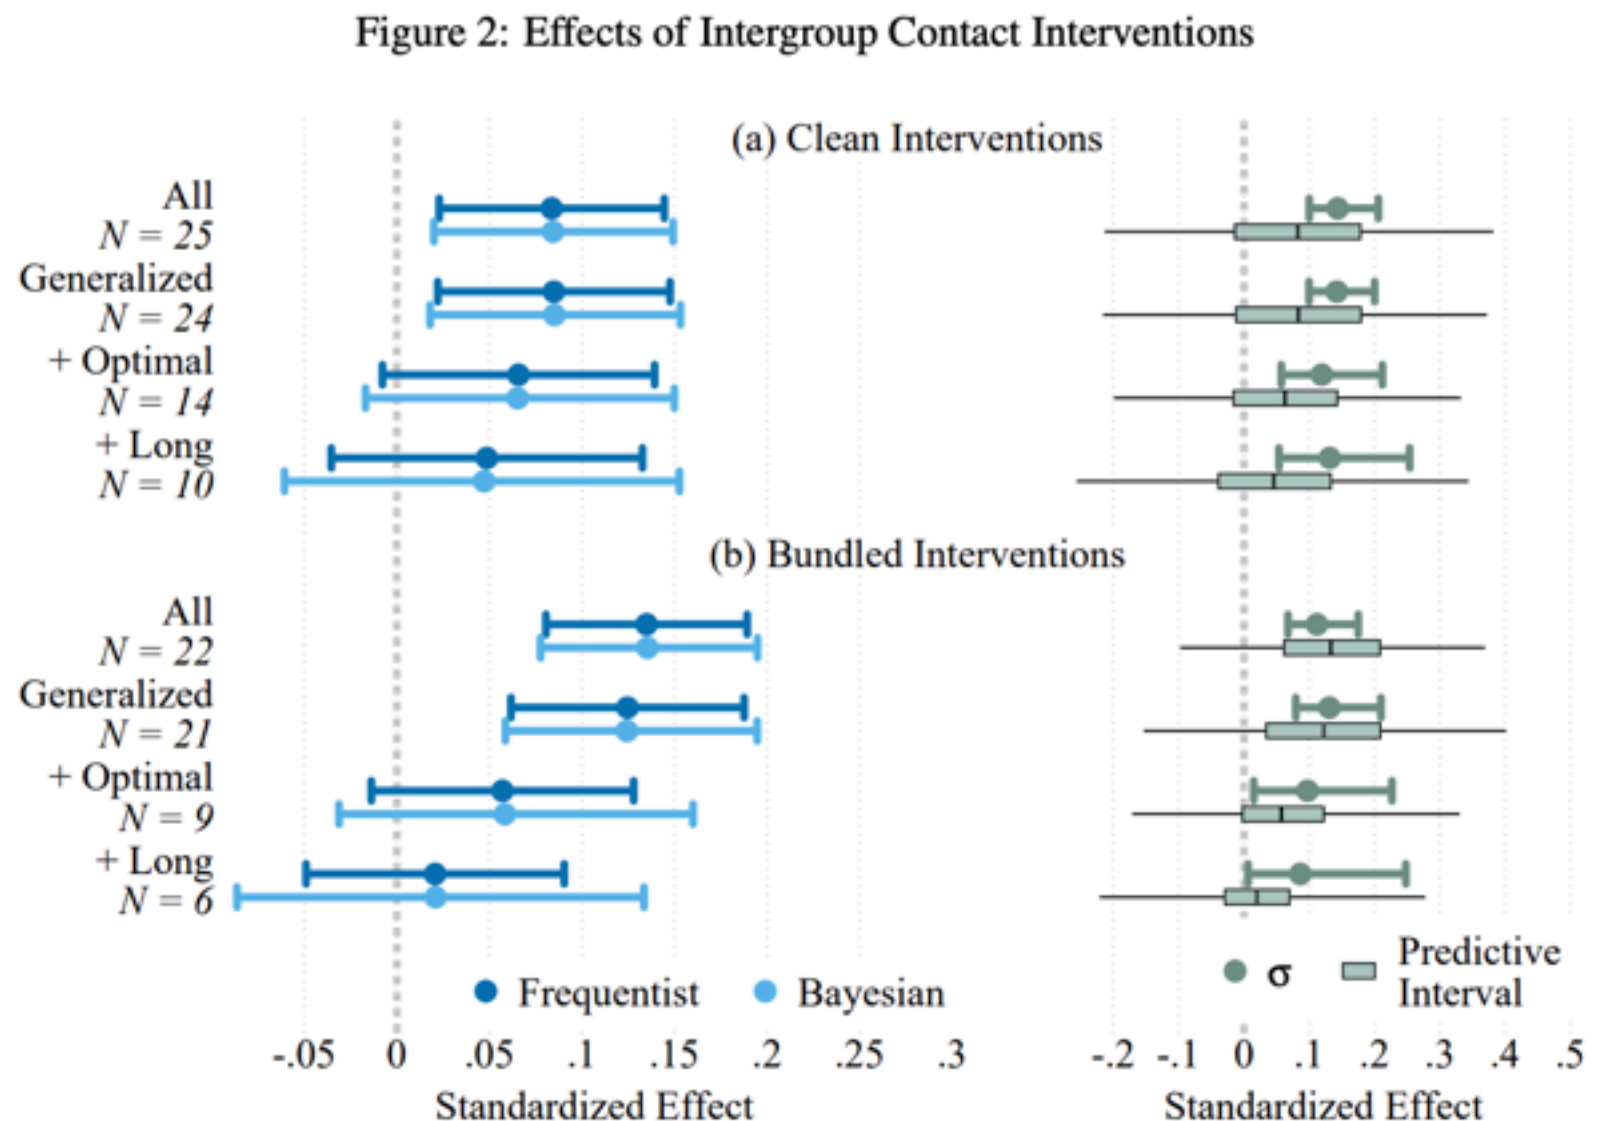 Figure 2: Effects of Intergroup Contact Interventions
(a) Clean Interventions
All
N = 25
Generalized
N = 24
+ Optimal
N = 14
+ Long
N = 10
(b) Bundled Interventions
All
N = 22
Generalized
N = 21
+ Optimal
N = 9
+ Long
N = 6
Frequentist Bayesian
σ Predictive
Interval
-.05 0 .05 .1 .15 .2 .25 .3
Standardized Effect
-.2 -.1 0 .1 .2 .3 .4 .5
Standardized Effect